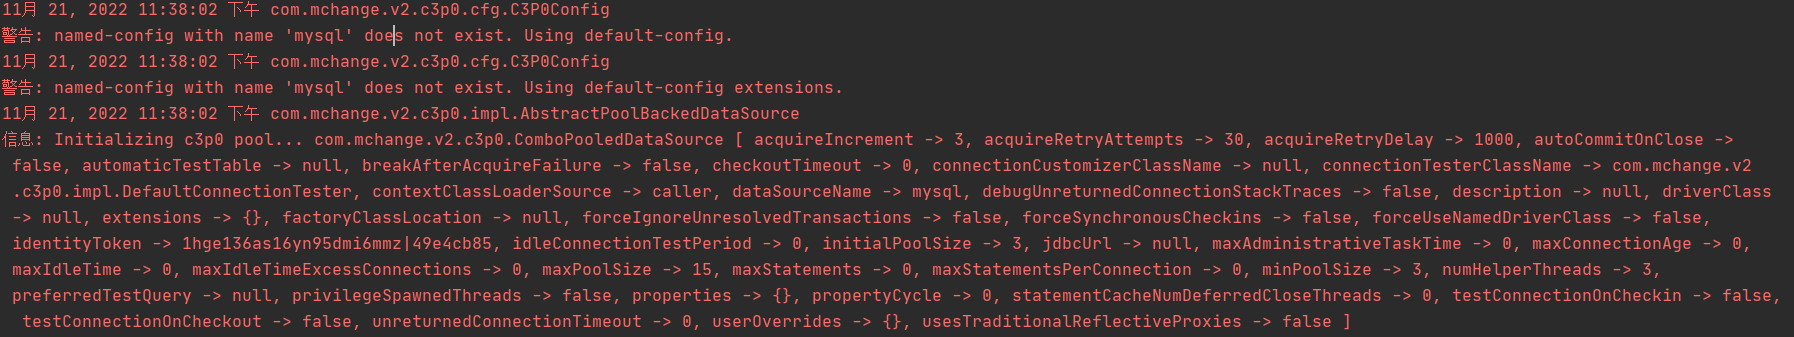 11月 21, 2022 11:38:02 下午 com.mchange.v2.c3p0.cfg.C3P0Config
警告: named-config with name 'mysql' does not exist. Using default-config.
11月 21, 2022 11:38:02 下午 com.mchange.v2.c3p0.cfg.C3P0Config
警告: named-config with name 'mysql' does not exist. Using default-config extensions.
11月 21, 2022 11:38:02 下午 com.mchange.v2.c3p0.impl.AbstractPoolBackedDataSource
信息: Initializing c3p0 pool... com.mchange.v2.c3p0.ComboPooledDataSource [ acquireIncrement -> 3, acquireRetryAttempts -> 30, acquireRetryDelay -> 1000, autoCommitOnClose ->
false, automaticTestTable -> null, breakAfterAcquireFailure -> false, checkoutTimeout -> 0, connectionCustomizerClassName -> null, connectionTesterClassName -> com.mchange.v2
.c3p0.impl.DefaultConnectionTester, contextClassLoaderSource -> caller, dataSourceName -> mysql, debugUnreturnedConnectionStackTraces -> false, description -> null, driverClass
-> null, extensions -> {}, factoryClassLocation -> null, forceIgnoreUnresolvedTransactions -> false, forceSynchronousCheckins -> false, forceUseNamedDriverClass -> false,
identityToken -> 1hge136as16yn95dmi6mmz|49e4cb85, idleConnectionTestPeriod -> 0, initialPoolSize -> 3, jdbcUrl -> null, maxAdministrativeTaskTime -> 0, maxConnectionAge -> 0,
maxIdleTime -> 0, maxIdleTimeExcessConnections -> 0, maxPoolSize -> 15, maxStatements -> 0, maxStatementsPerConnection -> 0, minPoolSize -> 3, numHelperThreads -> 3,
preferredTestQuery -> null, privilegeSpawnedThreads -> false, properties -> {}, propertyCycle -> 0, statementCacheNumDeferredCloseThreads -> 0, testConnectionOnCheckin -> false,
testConnectionOnCheckout -> false, unreturnedConnectionTimeout -> 0, userOverrides -> {}, usesTraditionalReflectiveProxies -> false ]